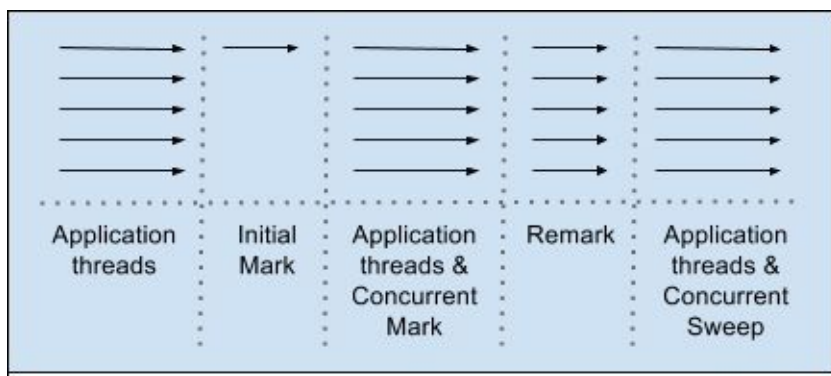 Application
threads
Initial
Mark
Application
threads &
Concurrent
Mark
Remark
Application
threads &
Concurrent
Sweep